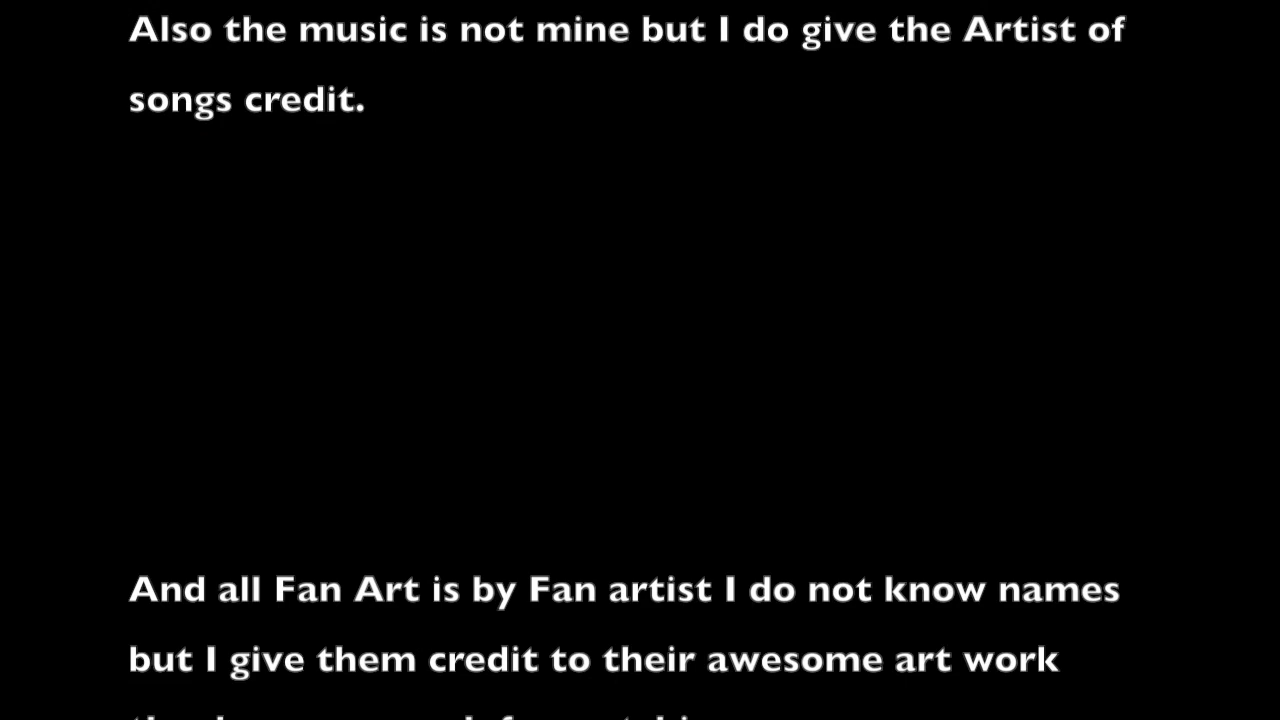 Also the music is not mine but I do give the Artist of
songs credit.
And all Fan Art is by Fan artist I do not know names
but I give them credit to their awesome art work